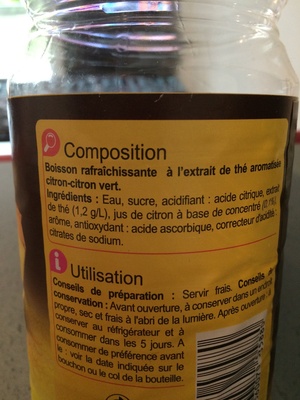 Composition
Boisson rafraîchissante à l'extrait de thé aromatisée
citron-citron vert.
Ingrédients : Eau, sucre, acidifiant : acide citrique, extrait
de thé (1,2 g/L), jus de citron à base de concentré (0,1%),
arôme, antioxydant : acide ascorbique, correcteur d'acidité :
citrates de sodium.
Utilisation
Conseils de préparation : Servir frais. Conseils de
conservation : Avant ouverture, à conserver dans un endroit
propre, sec et frais à l'abri de la lumière. Après ouverture : à
conserver au réfrigérateur et à
consommer dans les 5 jours. A
consommer de préférence avant
le : voir la date indiquée sur le
bouchon ou le col de la bouteille.